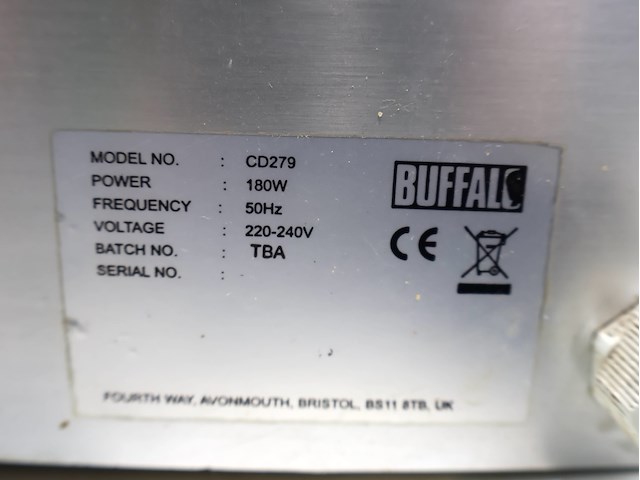 MODEL NO. : CD279
POWER : 180W
FREQUENCY : 50Hz
VOLTAGE : 220-240V
BATCH NO. : TBA
SERIAL NO. :
BUFFALO
CE
FOURTH WAY, AVONMOUTH, BRISTOL, BS11 8TB, UK